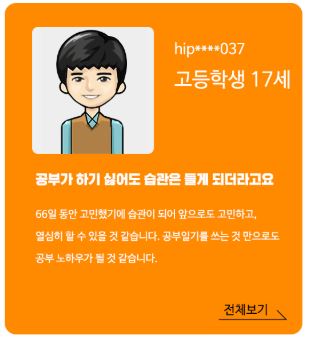 hip****037
고등학생 17세
공부가 하기 싫어도 습관은 들게 되더라고요
66일 동안 고민했기에 습관이 되어 앞으로도 고민하고,
열심히 할 수 있을 것 같습니다. 공부일기를 쓰는 것 만으로도
공부 노하우가 될 것 같습니다.
전체보기